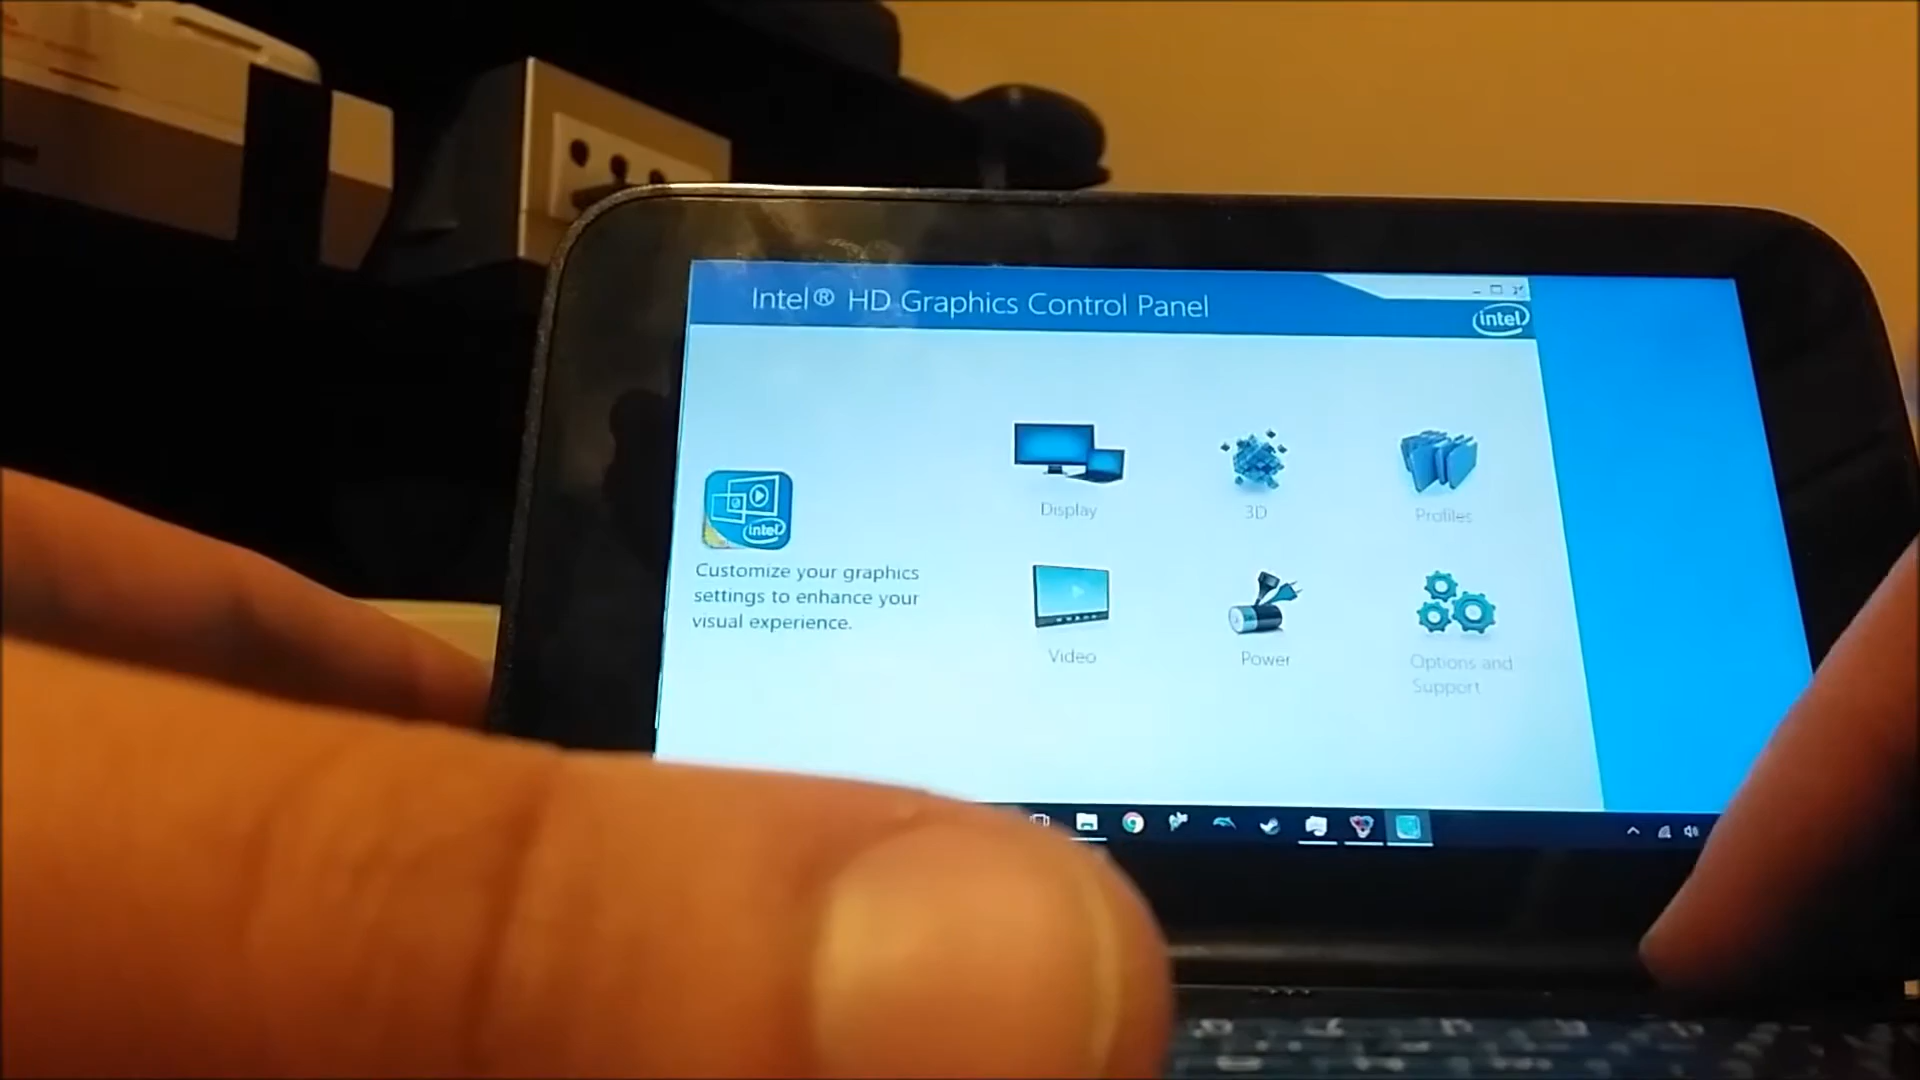 Intel® HD Graphics Control Panel
intel
Display
3D
Profiles
intel
Customize your graphics
settings to enhance your
visual experience.
Video
Power
Options and
Support